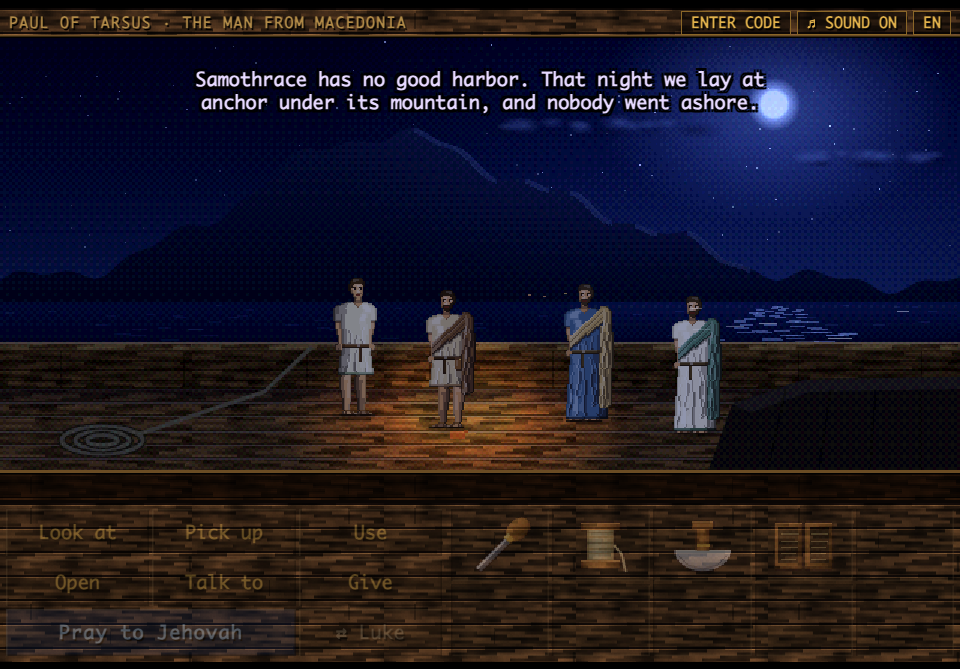 PAUL OF TARSUS · THE MAN FROM MACEDONIA
ENTER CODE
♬ SOUND ON
EN
Samothrace has no good harbor. That night we lay at
anchor under its mountain, and nobody went ashore.
Look at
Pick up
Use
Open
Talk to
Give
Pray to Jehovah
⇄ Luke